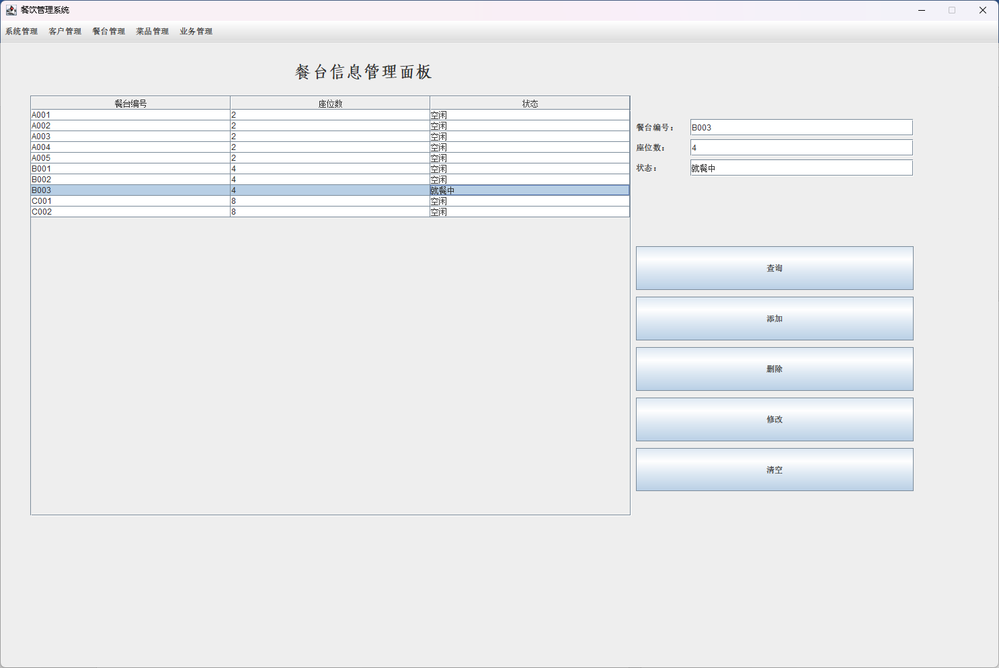 餐饮管理系统
系统管理 客户管理 餐台管理 菜品管理 业务管理
餐台信息管理面板
餐台编号 座位数 状态
A001 2 空闲
A002 2 空闲
A003 2 空闲
A004 2 空闲
A005 2 空闲
B001 4 空闲
B002 4 空闲
B003 4 就餐中
C001 8 空闲
C002 8 空闲
餐台编号： B003
座位数： 4
状态： 就餐中
查询
添加
删除
修改
清空